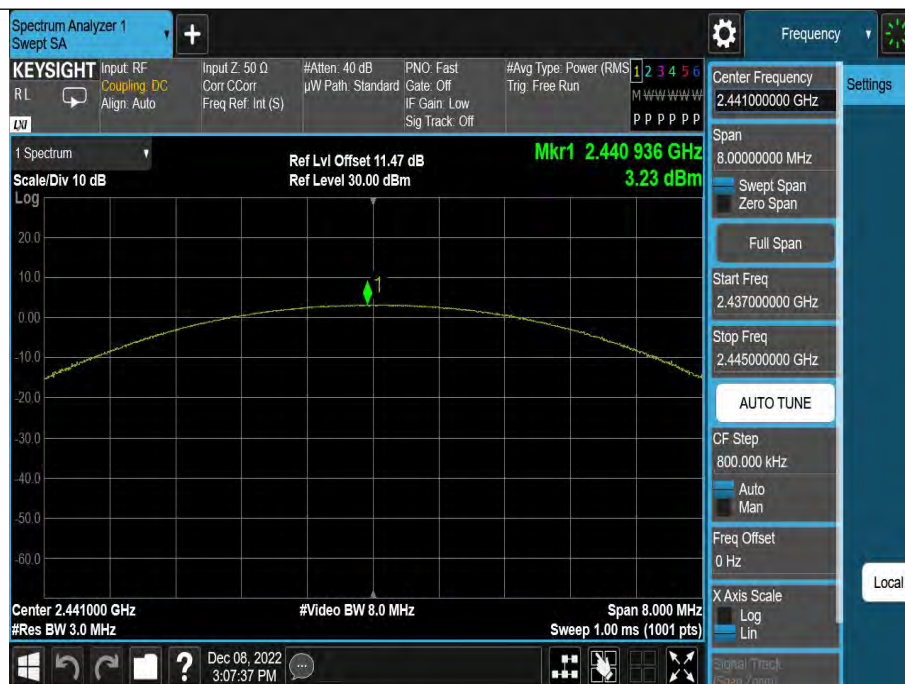 Spectrum Analyzer 1
Swept SA
+
Frequency
KEYSIGHT
RL
LXI
Input: RF
Coupling: DC
Align: Auto
Input Z: 50 Ω
Corr CCorr
Freq Ref: Int (S)
#Atten: 40 dB
µW Path: Standard
PNO: Fast
Gate: Off
IF Gain: Low
Sig Track: Off
#Avg Type: Power (RMS
Trig: Free Run
1 2 3 4 5 6
M W W W W W
P P P P P P
1 Spectrum
Scale/Div 10 dB
Ref Lvl Offset 11.47 dB
Ref Level 30.00 dBm
Mkr1 2.440 936 GHz
3.23 dBm
Log
20.0
10.0
0.00
-10.0
-20.0
-30.0
-40.0
-50.0
-60.0
1
Center 2.441000 GHz
#Res BW 3.0 MHz
#Video BW 8.0 MHz
Span 8.000 MHz
Sweep 1.00 ms (1001 pts)
?
Dec 08, 2022
3:07:37 PM
Center Frequency
2.441000000 GHz
Span
8.00000000 MHz
Swept Span
Zero Span
Full Span
Start Freq
2.437000000 GHz
Stop Freq
2.445000000 GHz
AUTO TUNE
CF Step
800.000 kHz
Auto
Man
Freq Offset
0 Hz
X Axis Scale
Log
Lin
Signal Track
(Span Zoom)
Settings
Local